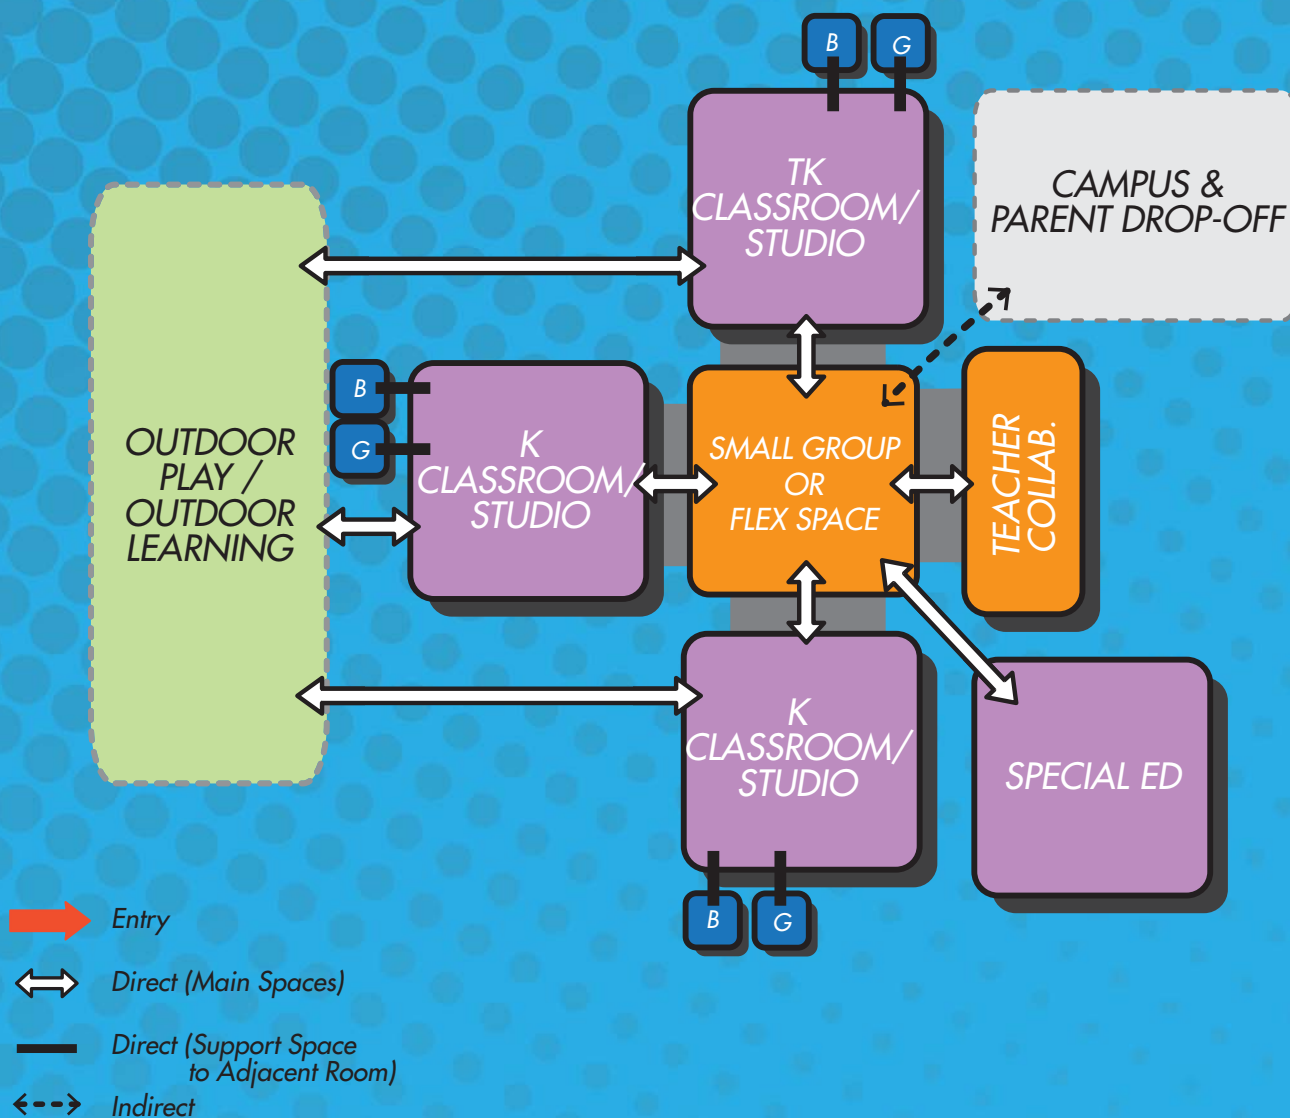 B
G
TK
CLASSROOM/
STUDIO
CAMPUS &
PARENT DROP-OFF
OUTDOOR
PLAY /
OUTDOOR
LEARNING
B
G
K
CLASSROOM/
STUDIO
SMALL GROUP
OR
FLEX SPACE
TEACHER
COLLAB.
K
CLASSROOM/
STUDIO
SPECIAL ED
B
G
Entry
Direct (Main Spaces)
Direct (Support Space
to Adjacent Room)
Indirect